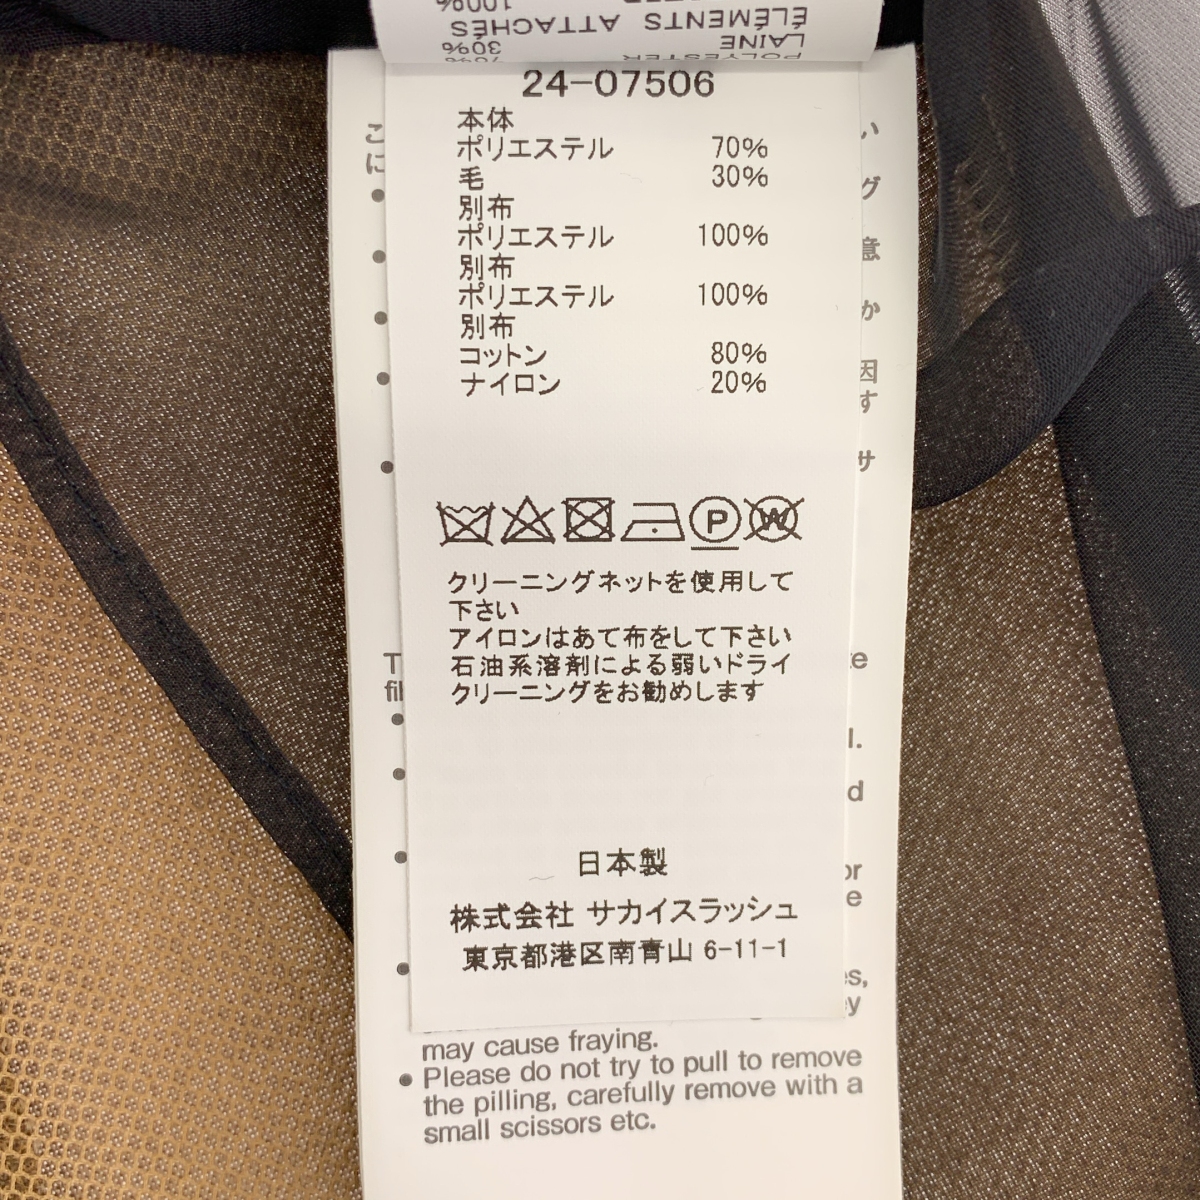 100%
ÉLÉMENTS ATTACHÉS
LAINE 30%
POLYESTER 70%
24-07506
本体
ポリエステル 70%
毛 30%
別布
ポリエステル 100%
別布
ポリエステル 100%
別布
コットン 80%
ナイロン 20%
P
W
クリーニングネットを使用して
下さい
アイロンはあて布をして下さい
石油系溶剤による弱いドライ
クリーニングをお勧めします
日本製
株式会社 サカイスラッシュ
東京都港区南青山 6-11-1
may cause fraying.
● Please do not try to pull to remove
the pilling, carefully remove with a
small scissors etc.